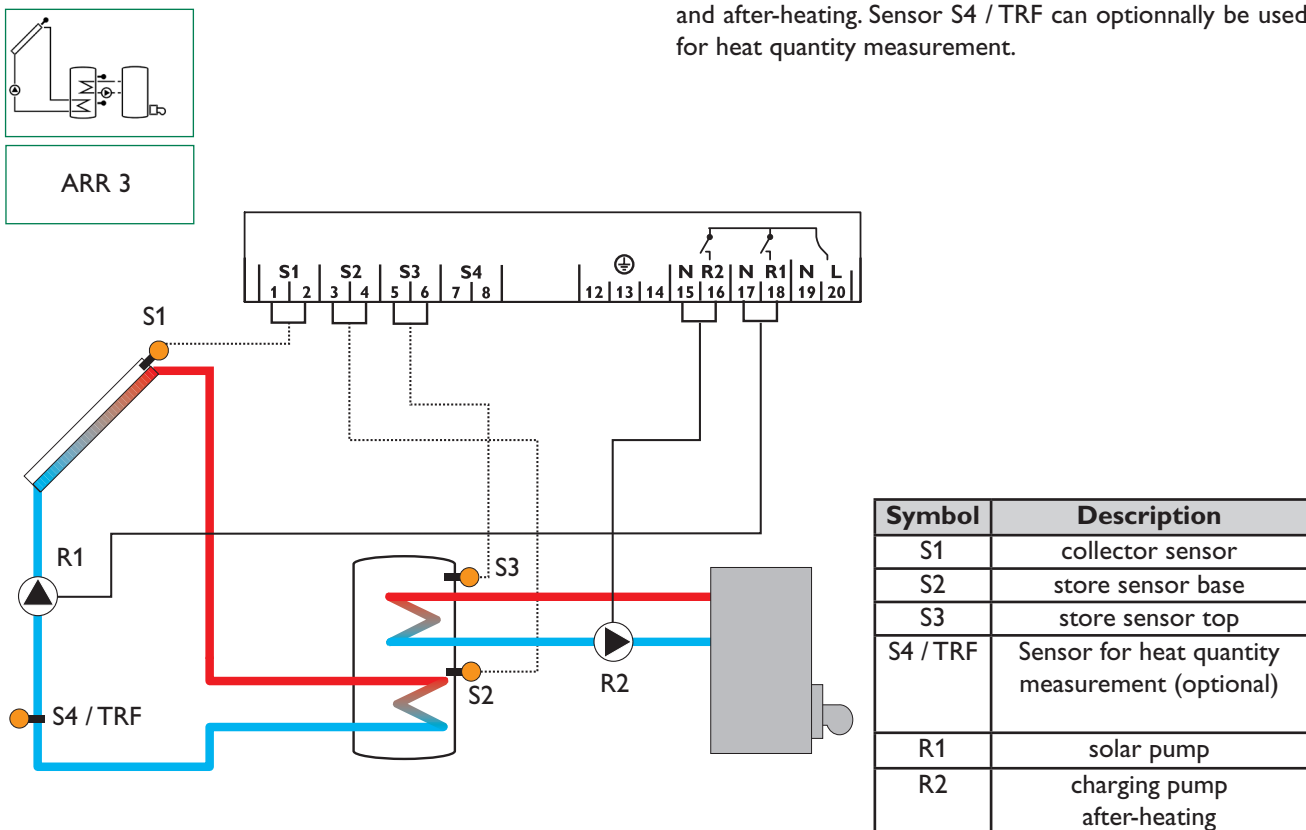 and after-heating. Sensor S4 / TRF can optionnally be used
for heat quantity measurement.
ARR 3
S1 S2 S3 S4 N R2 N R1 N L
1 2 3 4 5 6 7 8 12 13 14 15 16 17 18 19 20
S1
R1
S3
S2
R2
S4 / TRF
Symbol Description
S1 collector sensor
S2 store sensor base
S3 store sensor top
S4 / TRF Sensor for heat quantity
measurement (optional)
R1 solar pump
R2 charging pump
after-heating